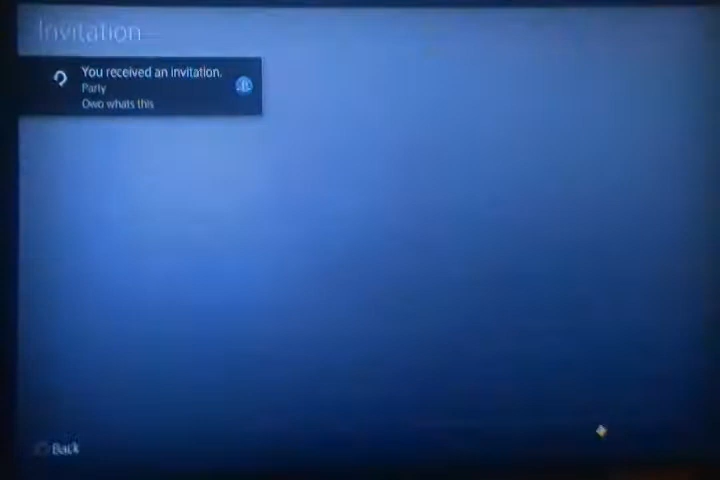 Invitation
You received an invitation.
Party
Owo whats this
Back